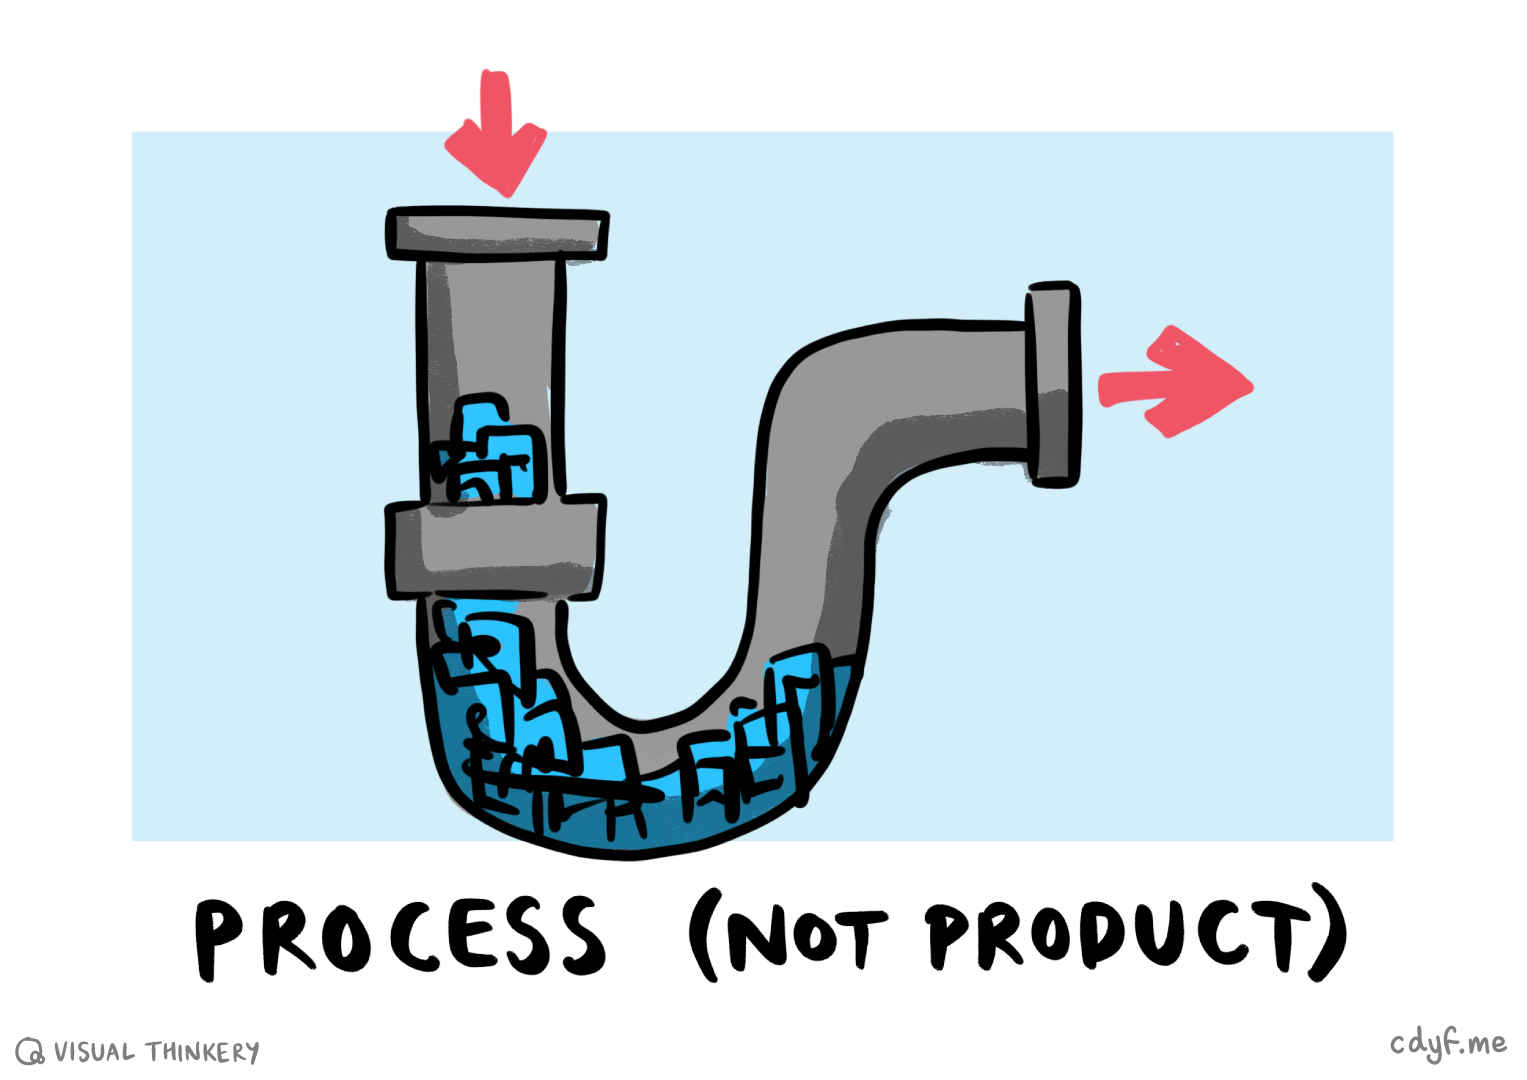 PROCESS (NOT PRODUCT)
@ VISUAL THINKERY
cdyf.me